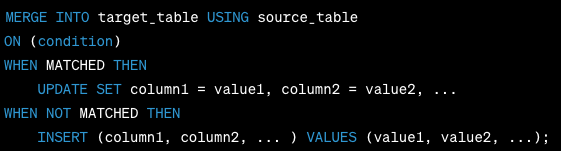 MERGE INTO target_table USING source_table
ON (condition)
WHEN MATCHED THEN
    UPDATE SET column1 = value1, column2 = value2, ...
WHEN NOT MATCHED THEN
    INSERT (column1, column2, ... ) VALUES (value1, value2, ...);